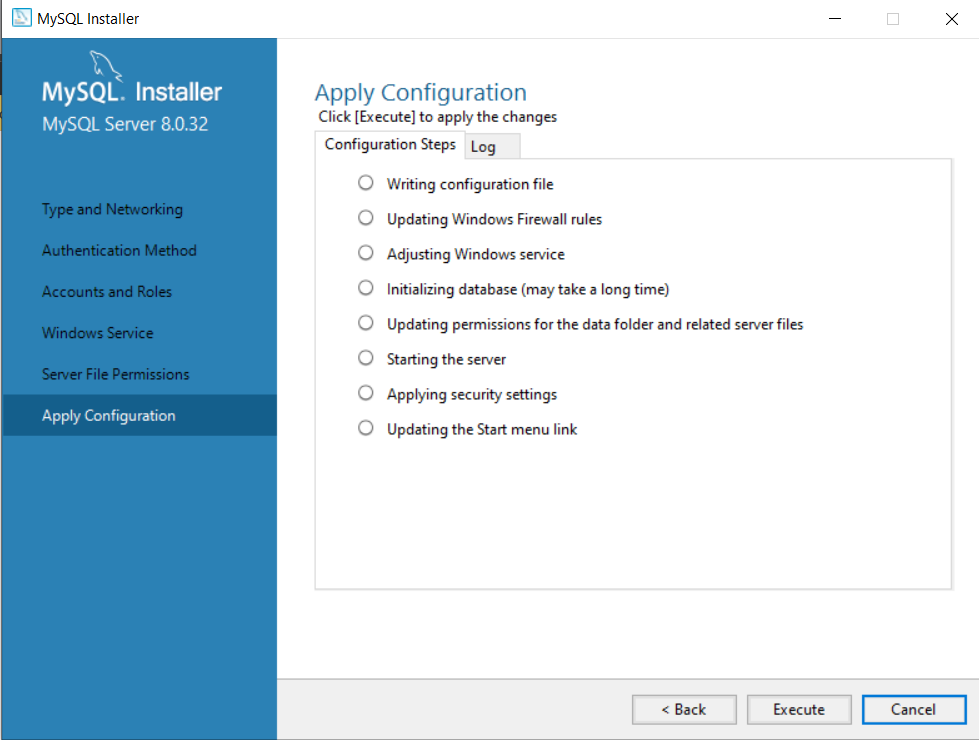 MySQL Installer
MySQL. Installer
MySQL Server 8.0.32
Type and Networking
Authentication Method
Accounts and Roles
Windows Service
Server File Permissions
Apply Configuration
Apply Configuration
Click [Execute] to apply the changes
Configuration Steps
Log
Writing configuration file
Updating Windows Firewall rules
Adjusting Windows service
Initializing database (may take a long time)
Updating permissions for the data folder and related server files
Starting the server
Applying security settings
Updating the Start menu link
< Back
Execute
Cancel